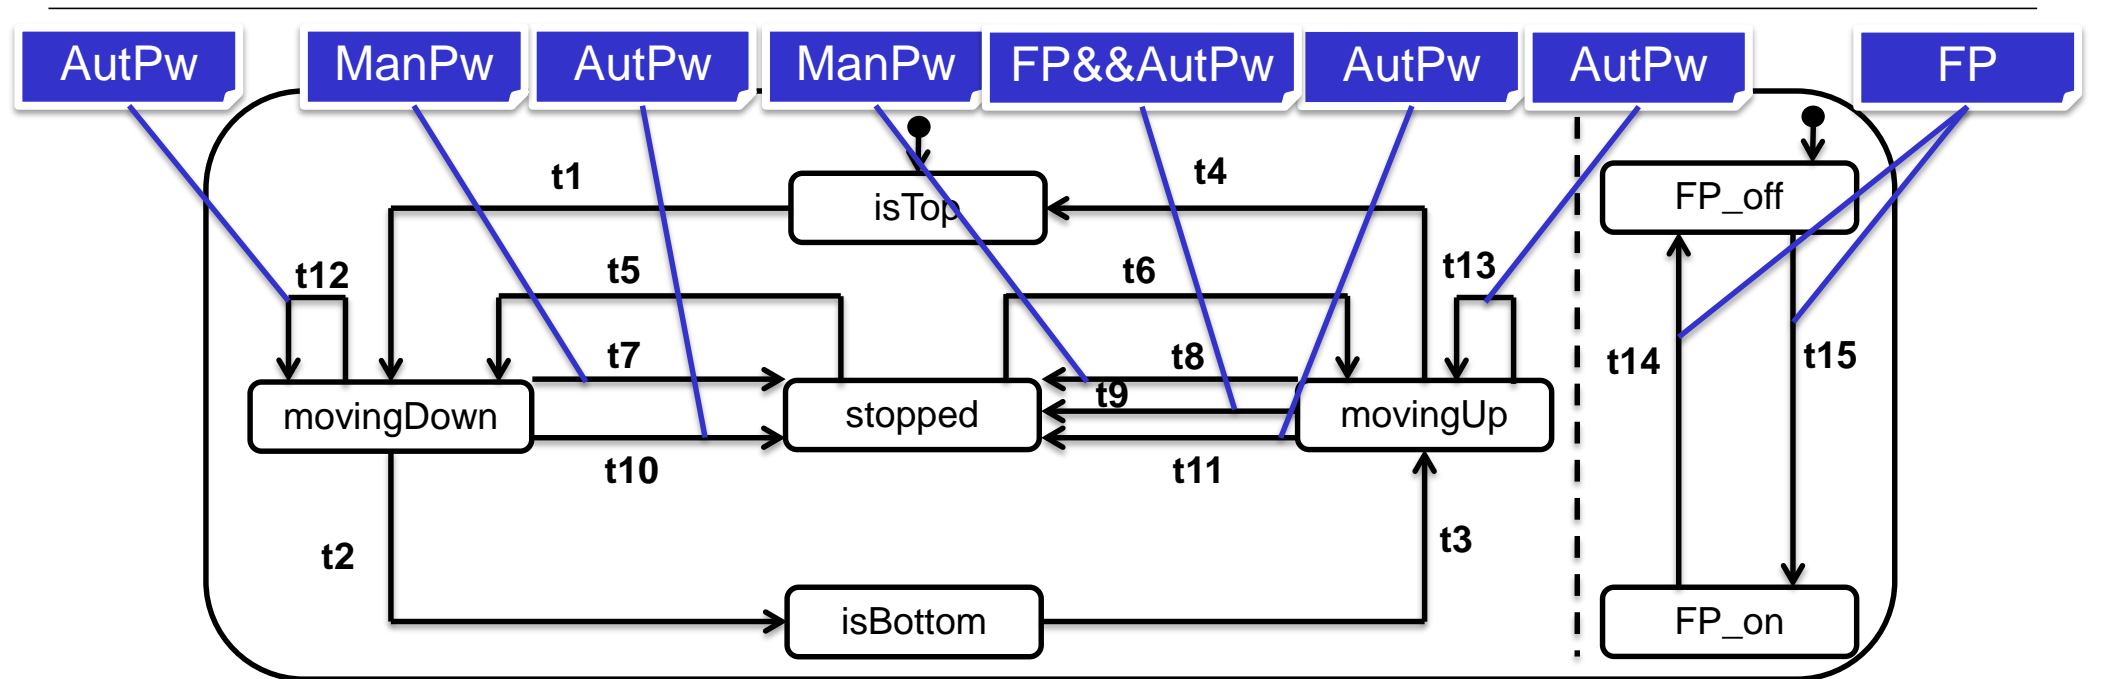 AutPw
ManPw
AutPw
ManPw
FP&&AutPw
AutPw
AutPw
FP
t1
t4
isTop
FP_off
t12
t5
t6
t13
t7
t8
t14
t15
t9
movingDown
stopped
movingUp
t10
t11
t2
t3
isBottom
FP_on